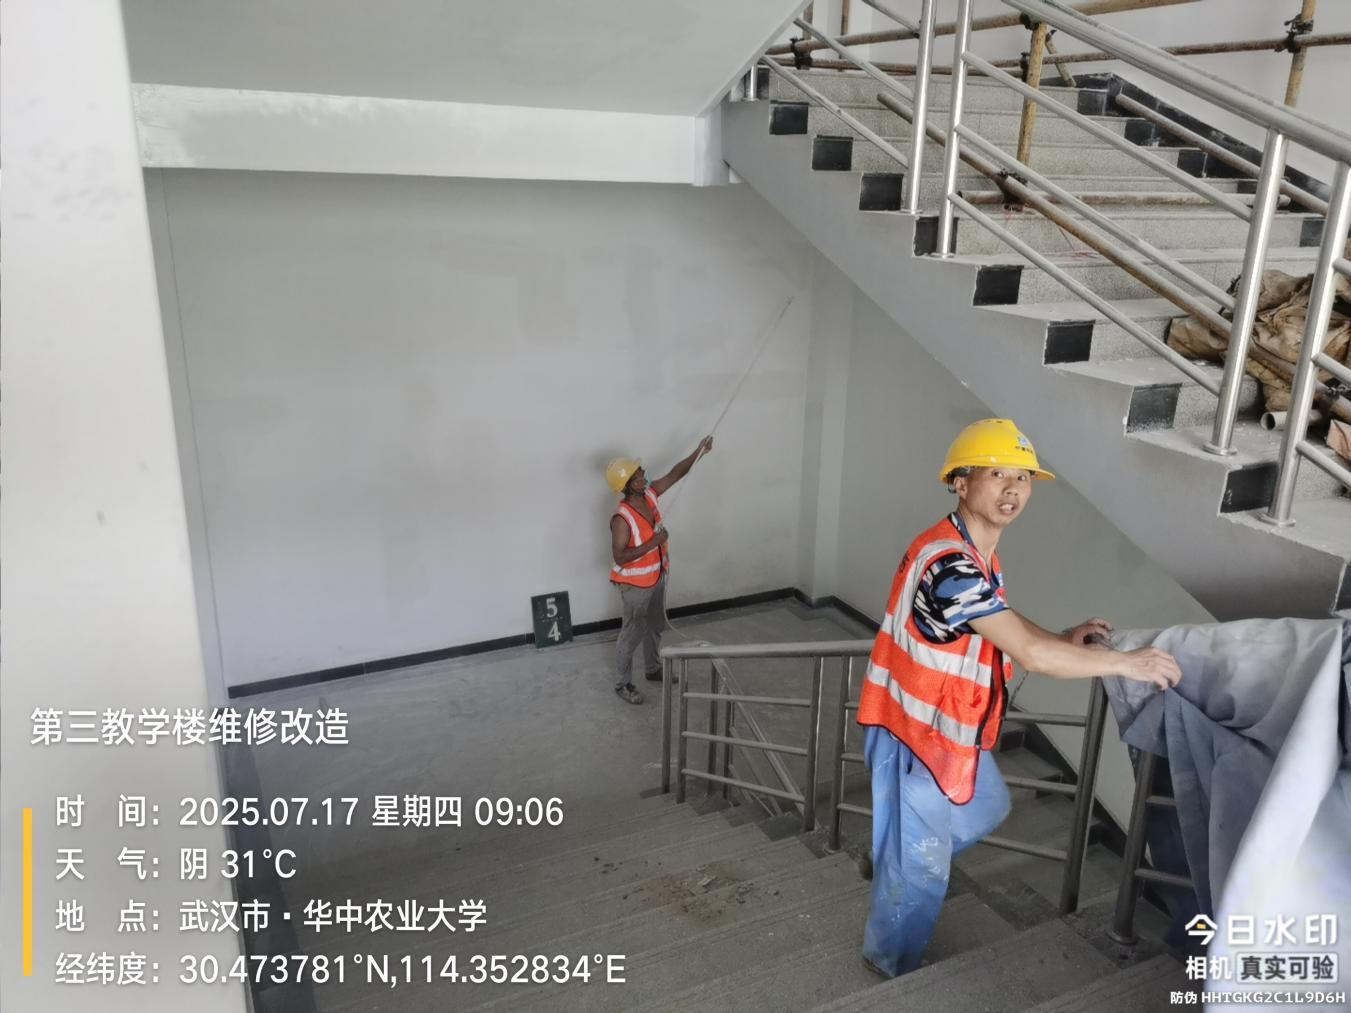 5
4
第三教学楼维修改造
时 间：2025.07.17 星期四 09:06
天 气：阴 31°C
地 点：武汉市·华中农业大学
经纬度：30.473781°N,114.352834°E
今日水印
相机 真实可验
防伪 HHTGKG2C1L9D6H